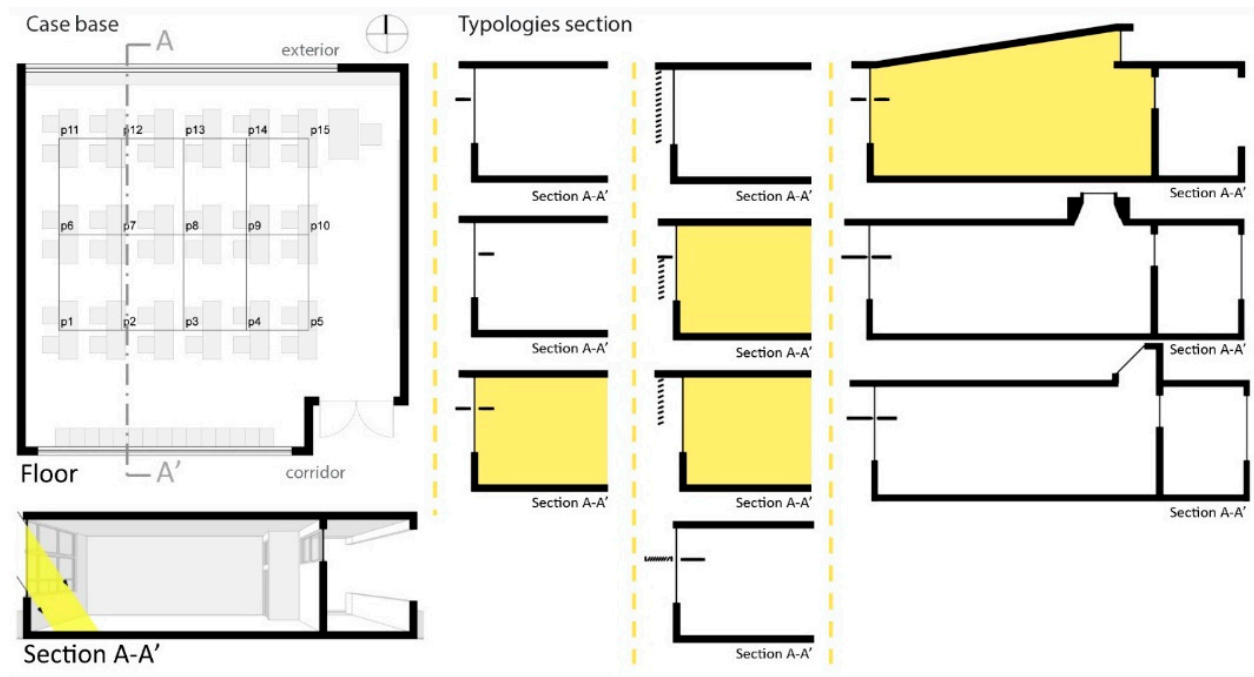 Case base
A
exterior
p11 p12 p13 p14 p15
p6 p7 p8 p9 p10
p1 p2 p3 p4 p5
A'
Floor
corridor
Section A-A'
Typologies section
Section A-A'
Section A-A'
Section A-A'
Section A-A'
Section A-A'
Section A-A'
Section A-A'
Section A-A'
Section A-A'
Section A-A'